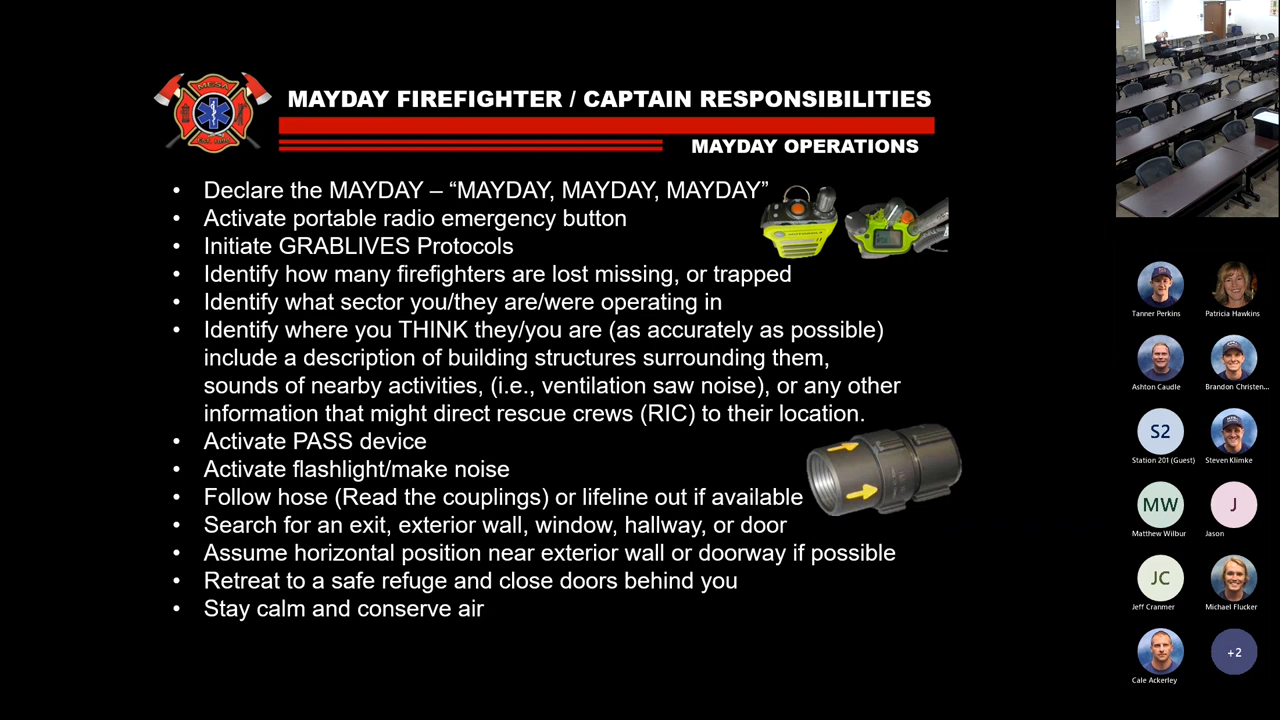 MAYDAY FIREFIGHTER / CAPTAIN RESPONSIBILITIES
MAYDAY OPERATIONS
• Declare the MAYDAY – “MAYDAY, MAYDAY, MAYDAY”
• Activate portable radio emergency button
• Initiate GRABLIVES Protocols
• Identify how many firefighters are lost missing, or trapped
• Identify what sector you/they are/were operating in
• Identify where you THINK they/you are (as accurately as possible)
include a description of building structures surrounding them,
sounds of nearby activities, (i.e., ventilation saw noise), or any other
information that might direct rescue crews (RIC) to their location.
• Activate PASS device
• Activate flashlight/make noise
• Follow hose (Read the couplings) or lifeline out if available
• Search for an exit, exterior wall, window, hallway, or door
• Assume horizontal position near exterior wall or doorway if possible
• Retreat to a safe refuge and close doors behind you
• Stay calm and conserve air
Tanner Perkins
Patricia Hawkins
Ashton Caudle
Brandon Christen...
S2
Station 201 (Guest)
Steven Klimke
MW
Matthew Wilbur
J
Jason
JC
Jeff Cranmer
Michael Flucker
Cale Ackerley
+2